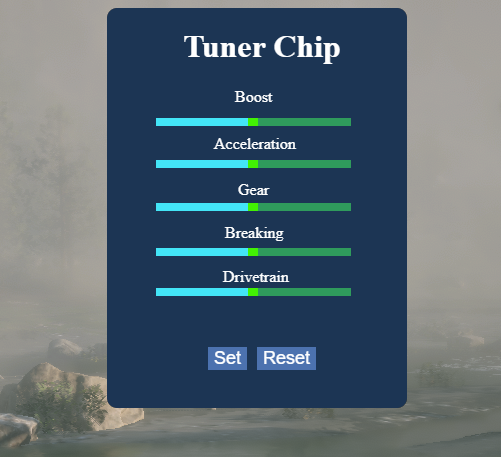 Tuner Chip
Boost
Acceleration
Gear
Breaking
Drivetrain
Set Reset